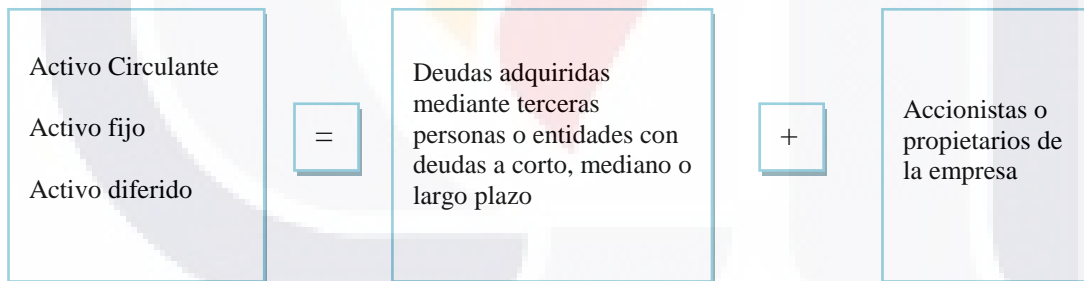 Activo Circulante
Activo fijo
Activo diferido
=
Deudas adquiridas
mediante terceras
personas o entidades con
deudas a corto, mediano o
largo plazo
+
Accionistas o
propietarios de
la empresa